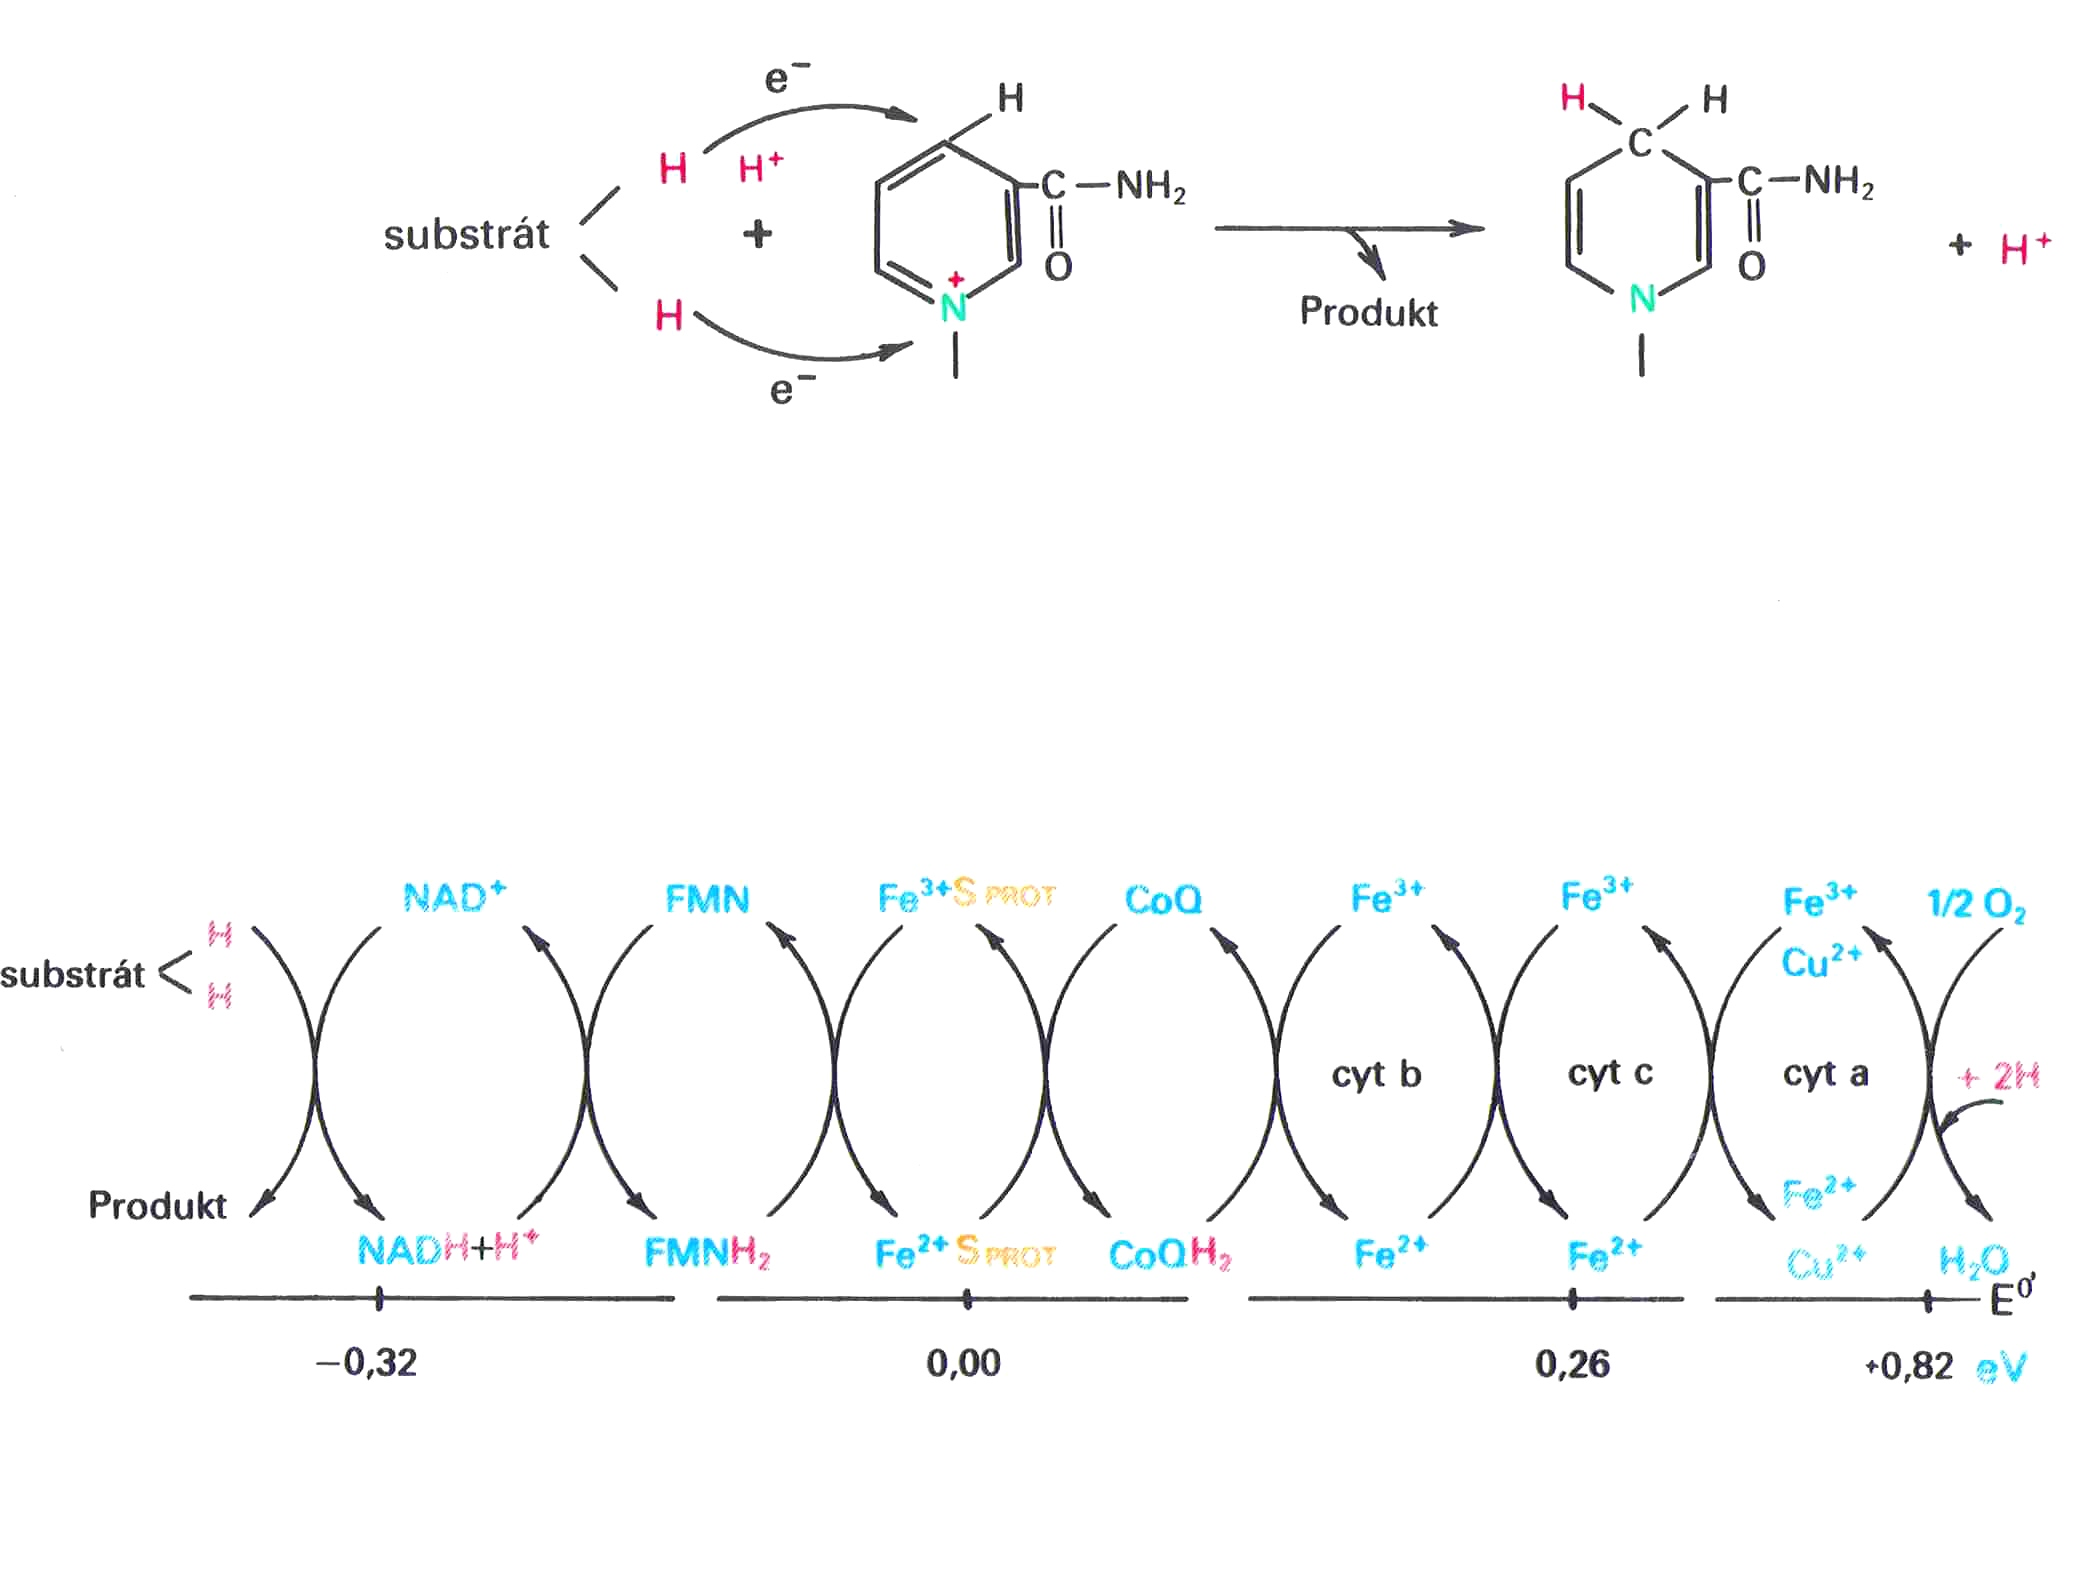 e⁻
H
H H⁺ C—NH₂
substrát + O
H N⁺
e⁻
Produkt
H H
C
C—NH₂
O + H⁺
N
NAD⁺ FMN Fe³⁺S PROT CoQ Fe³⁺ Fe³⁺ Fe³⁺ 1/2 O₂
Cu²⁺
H
substrát
H
cyt b cyt c cyt a + 2H
Fe²⁺
Produkt
NADH+H⁺ FMNH₂ Fe²⁺S PROT CoQH₂ Fe²⁺ Fe²⁺ Cu²⁺ H₂O
E⁰′
−0,32 0,00 0,26 +0,82 eV